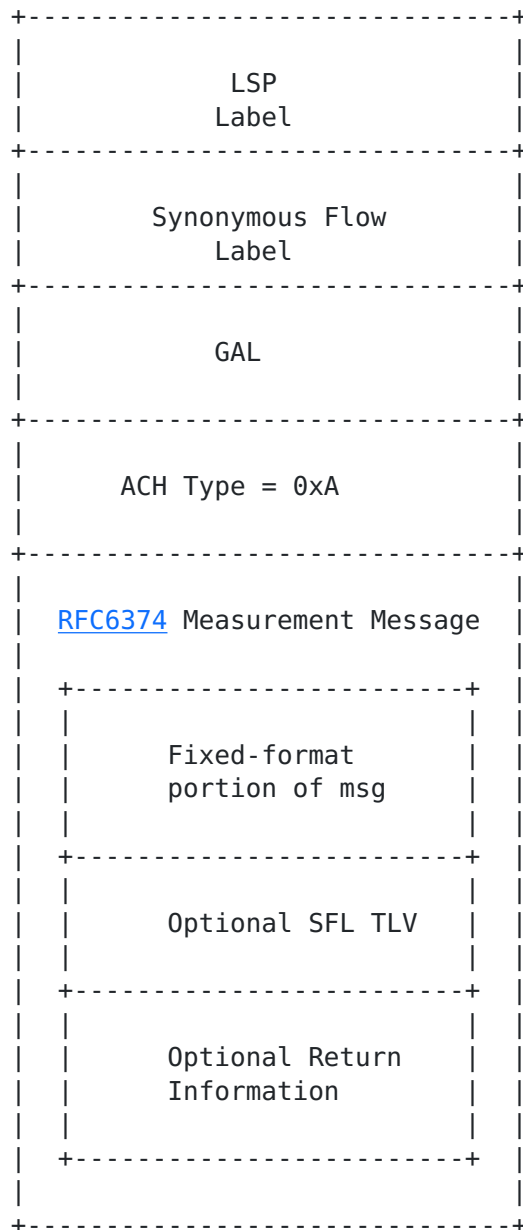 LSP
Label
Synonymous Flow
Label
GAL
ACH Type = 0xA
RFC6374 Measurement Message
Fixed-format
portion of msg
Optional SFL TLV
Optional Return
Information